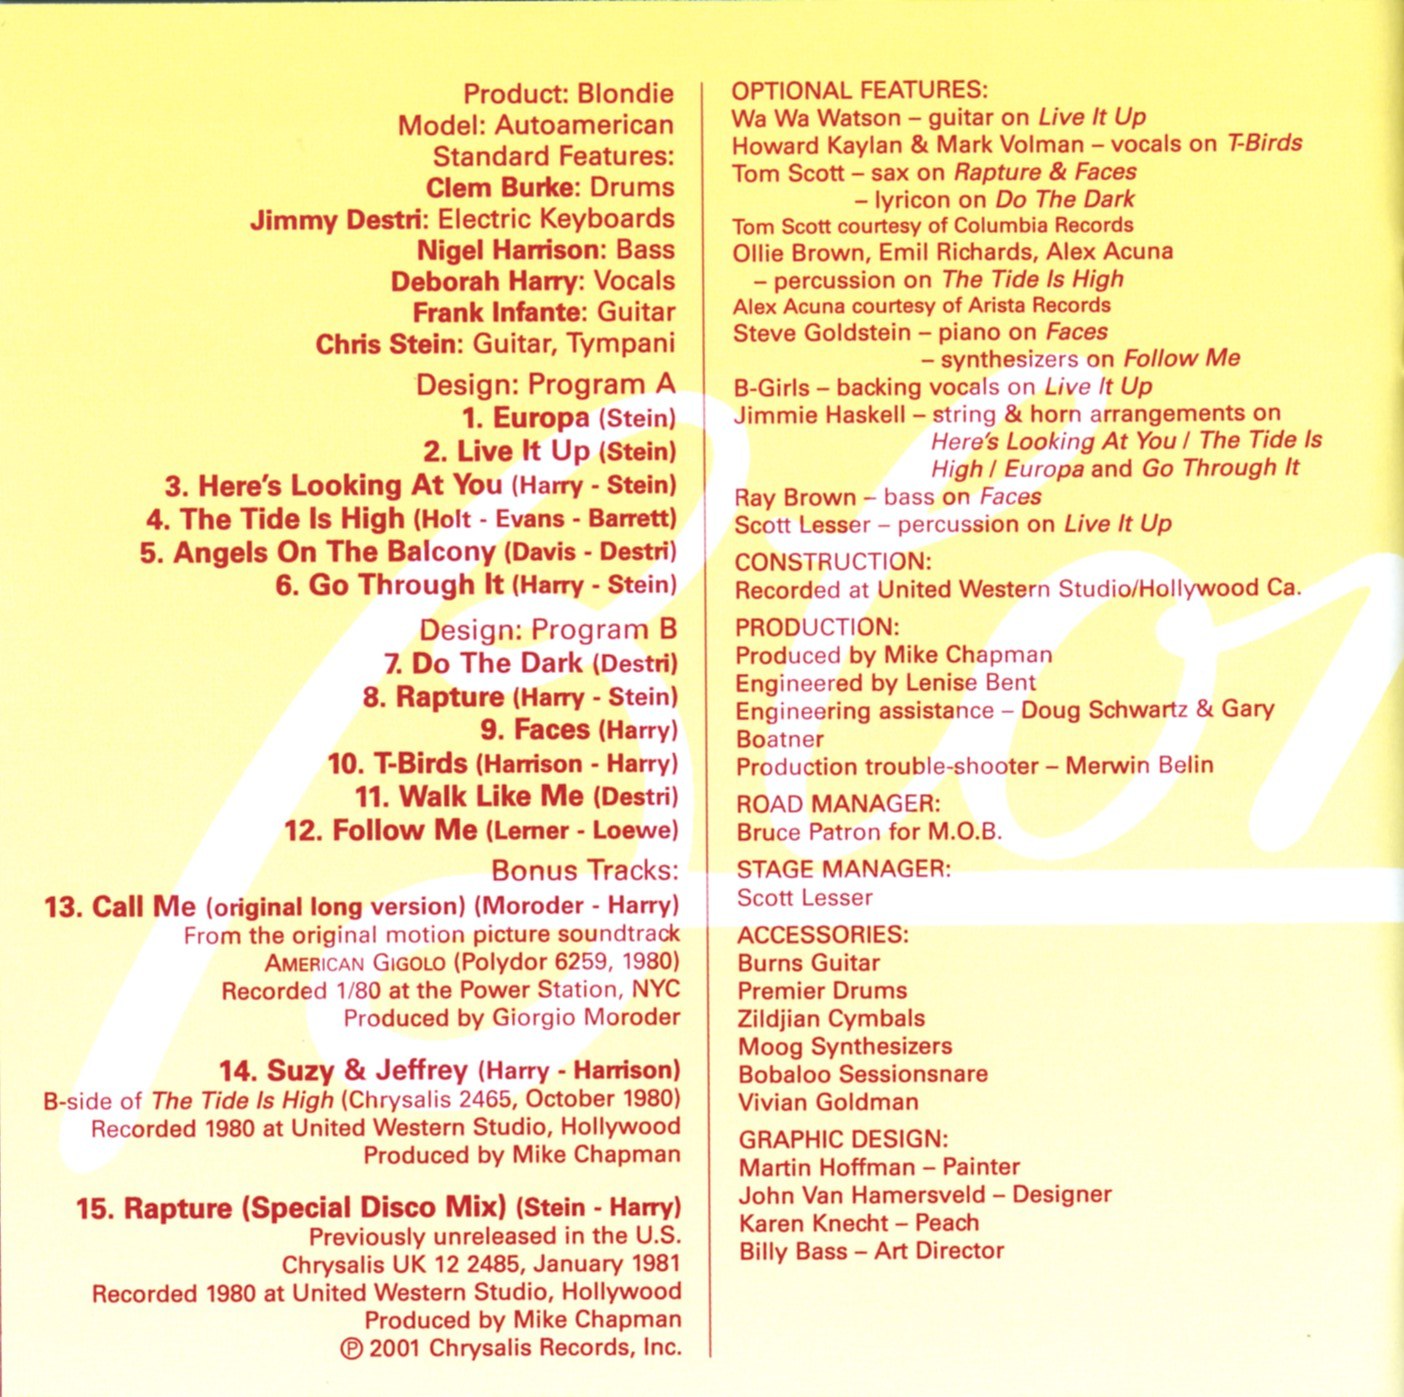 Product: Blondie
Model: Autoamerican
Standard Features:
Clem Burke: Drums
Jimmy Destri: Electric Keyboards
Nigel Harrison: Bass
Deborah Harry: Vocals
Frank Infante: Guitar
Chris Stein: Guitar, Tympani
Design: Program A
1. Europa (Stein)
2. Live It Up (Stein)
3. Here's Looking At You (Harry - Stein)
4. The Tide Is High (Holt - Evans - Barrett)
5. Angels On The Balcony (Davis - Destri)
6. Go Through It (Harry - Stein)
Design: Program B
7. Do The Dark (Destri)
8. Rapture (Harry - Stein)
9. Faces (Harry)
10. T-Birds (Harrison - Harry)
11. Walk Like Me (Destri)
12. Follow Me (Lerner - Loewe)
Bonus Tracks:
13. Call Me (original long version) (Moroder - Harry)
From the original motion picture soundtrack
AMERICAN GIGOLO (Polydor 6259, 1980)
Recorded 1/80 at the Power Station, NYC
Produced by Giorgio Moroder
14. Suzy & Jeffrey (Harry - Harrison)
B-side of The Tide Is High (Chrysalis 2465, October 1980)
Recorded 1980 at United Western Studio, Hollywood
Produced by Mike Chapman
15. Rapture (Special Disco Mix) (Stein - Harry)
Previously unreleased in the U.S.
Chrysalis UK 12 2485, January 1981
Recorded 1980 at United Western Studio, Hollywood
Produced by Mike Chapman
℗ 2001 Chrysalis Records, Inc.
OPTIONAL FEATURES:
Wa Wa Watson – guitar on Live It Up
Howard Kaylan & Mark Volman – vocals on T-Birds
Tom Scott – sax on Rapture & Faces
– lyricon on Do The Dark
Tom Scott courtesy of Columbia Records
Ollie Brown, Emil Richards, Alex Acuna
– percussion on The Tide Is High
Alex Acuna courtesy of Arista Records
Steve Goldstein – piano on Faces
– synthesizers on Follow Me
B-Girls – backing vocals on Live It Up
Jimmie Haskell – string & horn arrangements on
Here's Looking At You / The Tide Is
High / Europa and Go Through It
Ray Brown – bass on Faces
Scott Lesser – percussion on Live It Up
CONSTRUCTION:
Recorded at United Western Studio/Hollywood Ca.
PRODUCTION:
Produced by Mike Chapman
Engineered by Lenise Bent
Engineering assistance – Doug Schwartz & Gary
Boatner
Production trouble-shooter – Merwin Belin
ROAD MANAGER:
Bruce Patron for M.O.B.
STAGE MANAGER:
Scott Lesser
ACCESSORIES:
Burns Guitar
Premier Drums
Zildjian Cymbals
Moog Synthesizers
Bobaloo Sessionsnare
Vivian Goldman
GRAPHIC DESIGN:
Martin Hoffman – Painter
John Van Hamersveld – Designer
Karen Knecht – Peach
Billy Bass – Art Director